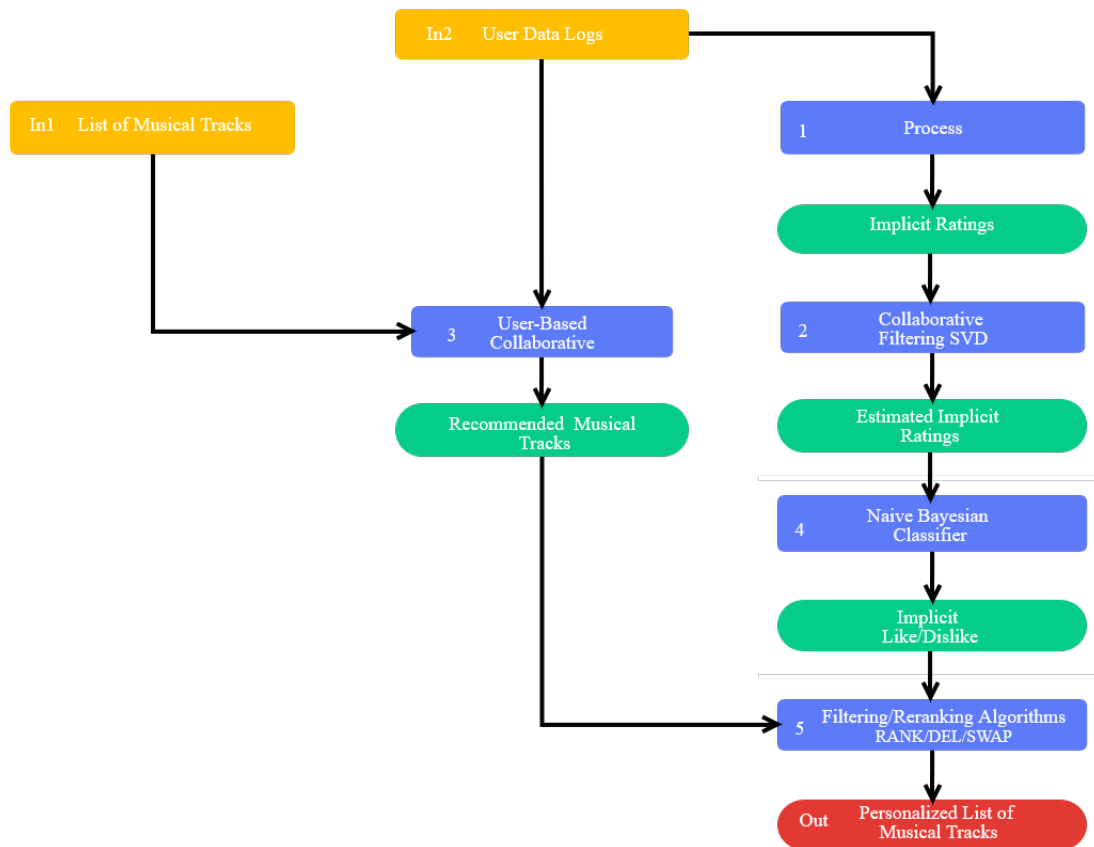 In2 User Data Logs
In1 List of Musical Tracks
1 Process
Implicit Ratings
3 User-Based
Collaborative
2 Collaborative
Filtering SVD
Recommended Musical
Tracks
Estimated Implicit
Ratings
4 Naive Bayesian
Classifier
Implicit
Like/Dislike
5 Filtering/Reranking Algorithms
RANK/DEL/SWAP
Out Personalized List of
Musical Tracks